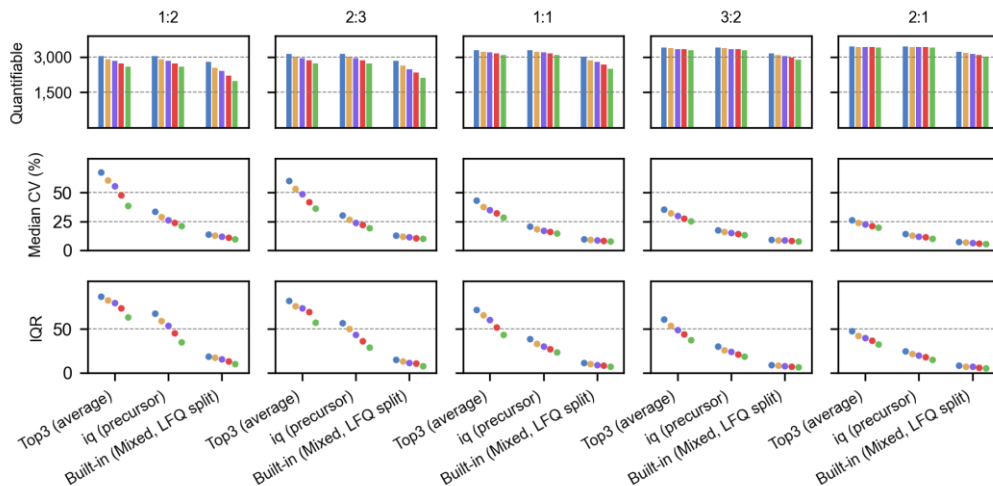 1:2 2:3 1:1 3:2 2:1
Quantifiable
3,000
1,500
Median CV (%)
50
25
0
IQR
50
0
Top3 (average)
iq (precursor)
Built-in (Mixed, LFQ split)
Top3 (average)
iq (precursor)
Built-in (Mixed, LFQ split)
Top3 (average)
iq (precursor)
Built-in (Mixed, LFQ split)
Top3 (average)
iq (precursor)
Built-in (Mixed, LFQ split)
Top3 (average)
iq (precursor)
Built-in (Mixed, LFQ split)